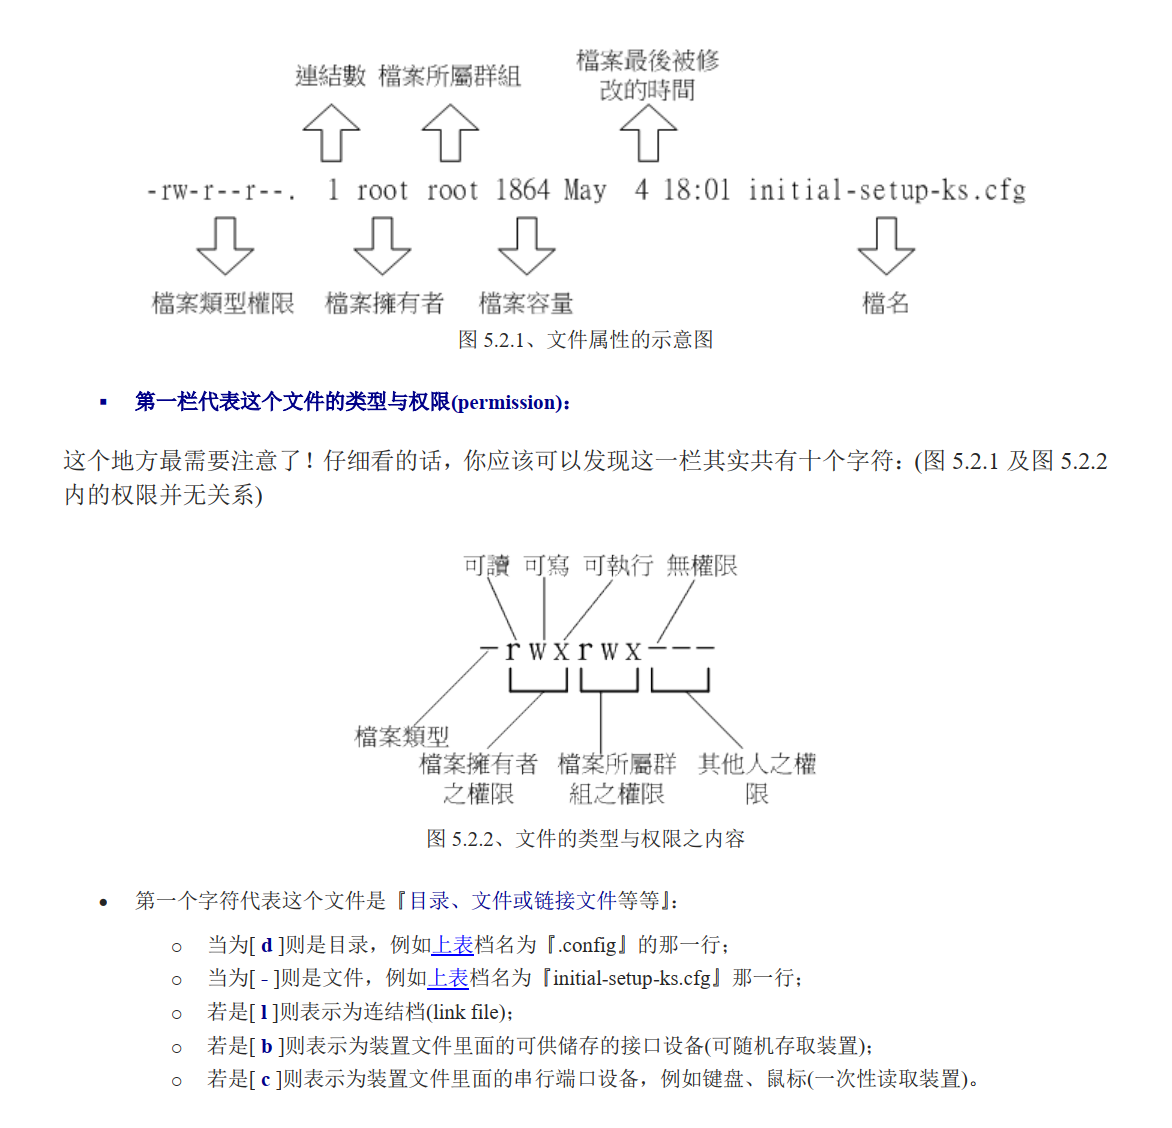 連結數 檔案所屬群組 檔案最後被修
改的時間
-rw-r--r--. 1 root root 1864 May 4 18:01 initial-setup-ks.cfg
檔案類型權限 檔案擁有者 檔案容量 檔名
图 5.2.1、文件属性的示意图
▪ 第一栏代表这个文件的类型与权限(permission)：
这个地方最需要注意了！仔细看的话，你应该可以发现这一栏其实共有十个字符：(图 5.2.1 及图 5.2.2
内的权限并无关系)
可讀 可寫 可執行 無權限
-rwxrwx---
檔案類型
檔案擁有者 檔案所屬群 其他人之權
之權限 組之權限 限
图 5.2.2、文件的类型与权限之内容
• 第一个字符代表这个文件是『目录、文件或链接文件等等』：
o 当为[ d ]则是目录，例如上表档名为『.config』的那一行；
o 当为[ - ]则是文件，例如上表档名为『initial-setup-ks.cfg』那一行；
o 若是[ l ]则表示为连结档(link file)；
o 若是[ b ]则表示为装置文件里面的可供储存的接口设备(可随机存取装置)；
o 若是[ c ]则表示为装置文件里面的串行端口设备，例如键盘、鼠标(一次性读取装置)。